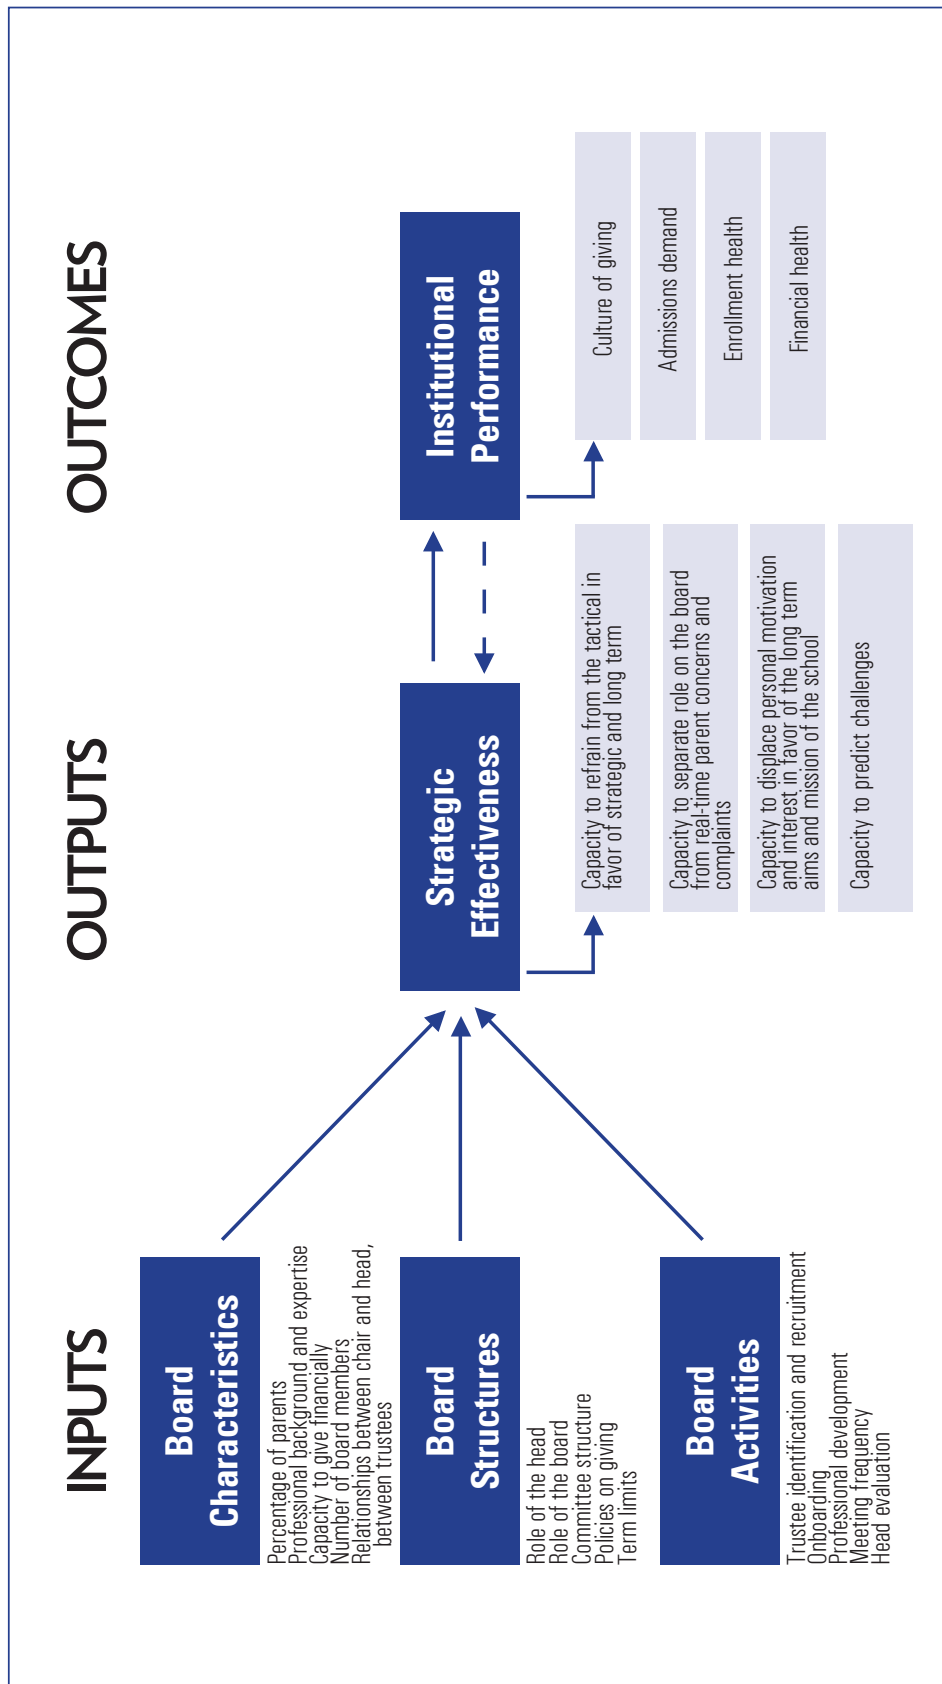 INPUTS
OUTPUTS
OUTCOMES
Board
Characteristics
Percentage of parents
Professional background and expertise
Capacity to give financially
Number of board members
Relationships between chair and head,
between trustees
Board
Structures
Role of the head
Role of the board
Committee structure
Policies on giving
Term limits
Board
Activities
Trustee identification and recruitment
Onboarding
Professional development
Meeting frequency
Head evaluation
Strategic
Effectiveness
Capacity to refrain from the tactical in
favor of strategic and long term
Capacity to separate role on the board
from real-time parent concerns and
complaints
Capacity to displace personal motivation
and interest in favor of the long term
aims and mission of the school
Capacity to predict challenges
Institutional
Performance
Culture of giving
Admissions demand
Enrollment health
Financial health